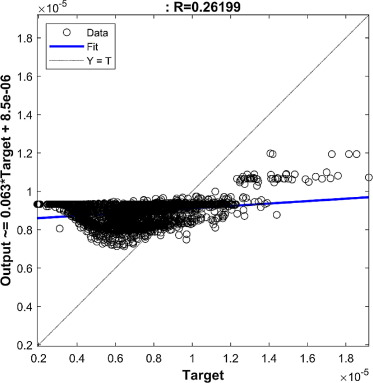 : R=0.26199
×10⁻⁵
1.8
1.6
1.4
1.2
1
0.8
0.6
0.4
0.2
Output ~= 0.063*Target + 8.5e-06
Data
Fit
Y = T
0.2 0.4 0.6 0.8 1 1.2 1.4 1.6 1.8
×10⁻⁵
Target